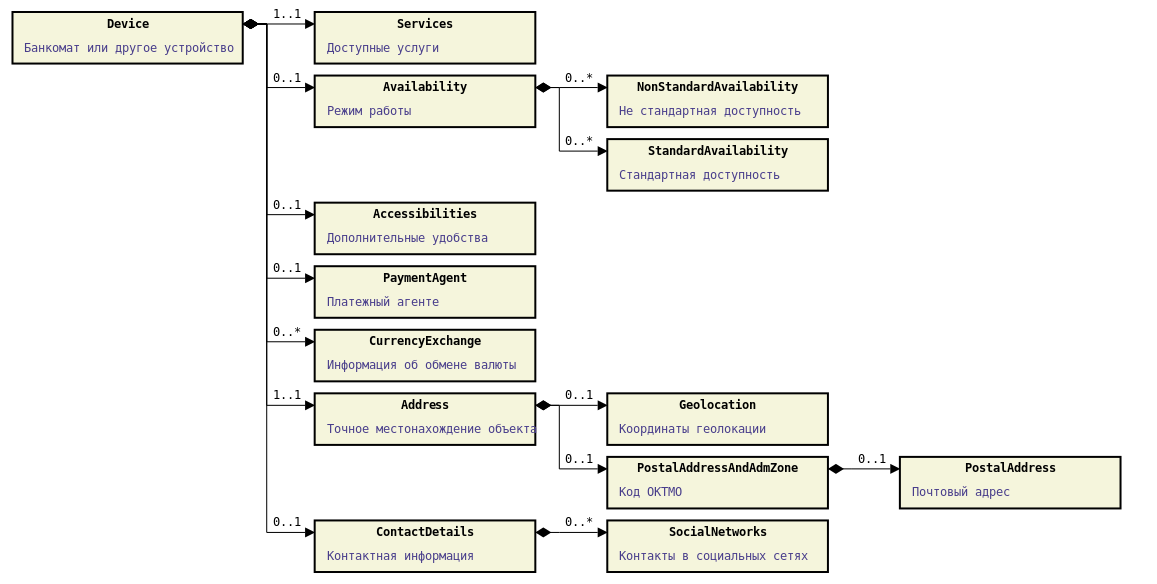 Device
Банкомат или другое устройство
1..1
Services
Доступные услуги
0..1
Availability
Режим работы
0..*
NonStandardAvailability
Не стандартная доступность
0..*
StandardAvailability
Стандартная доступность
0..1
Accessibilities
Дополнительные удобства
0..1
PaymentAgent
Платежный агенте
0..*
CurrencyExchange
Информация об обмене валюты
1..1
Address
Точное местонахождение объекта
0..1
Geolocation
Координаты геолокации
0..1
PostalAddressAndAdmZone
Код ОКТМО
0..1
PostalAddress
Почтовый адрес
0..1
ContactDetails
Контактная информация
0..*
SocialNetworks
Контакты в социальных сетях